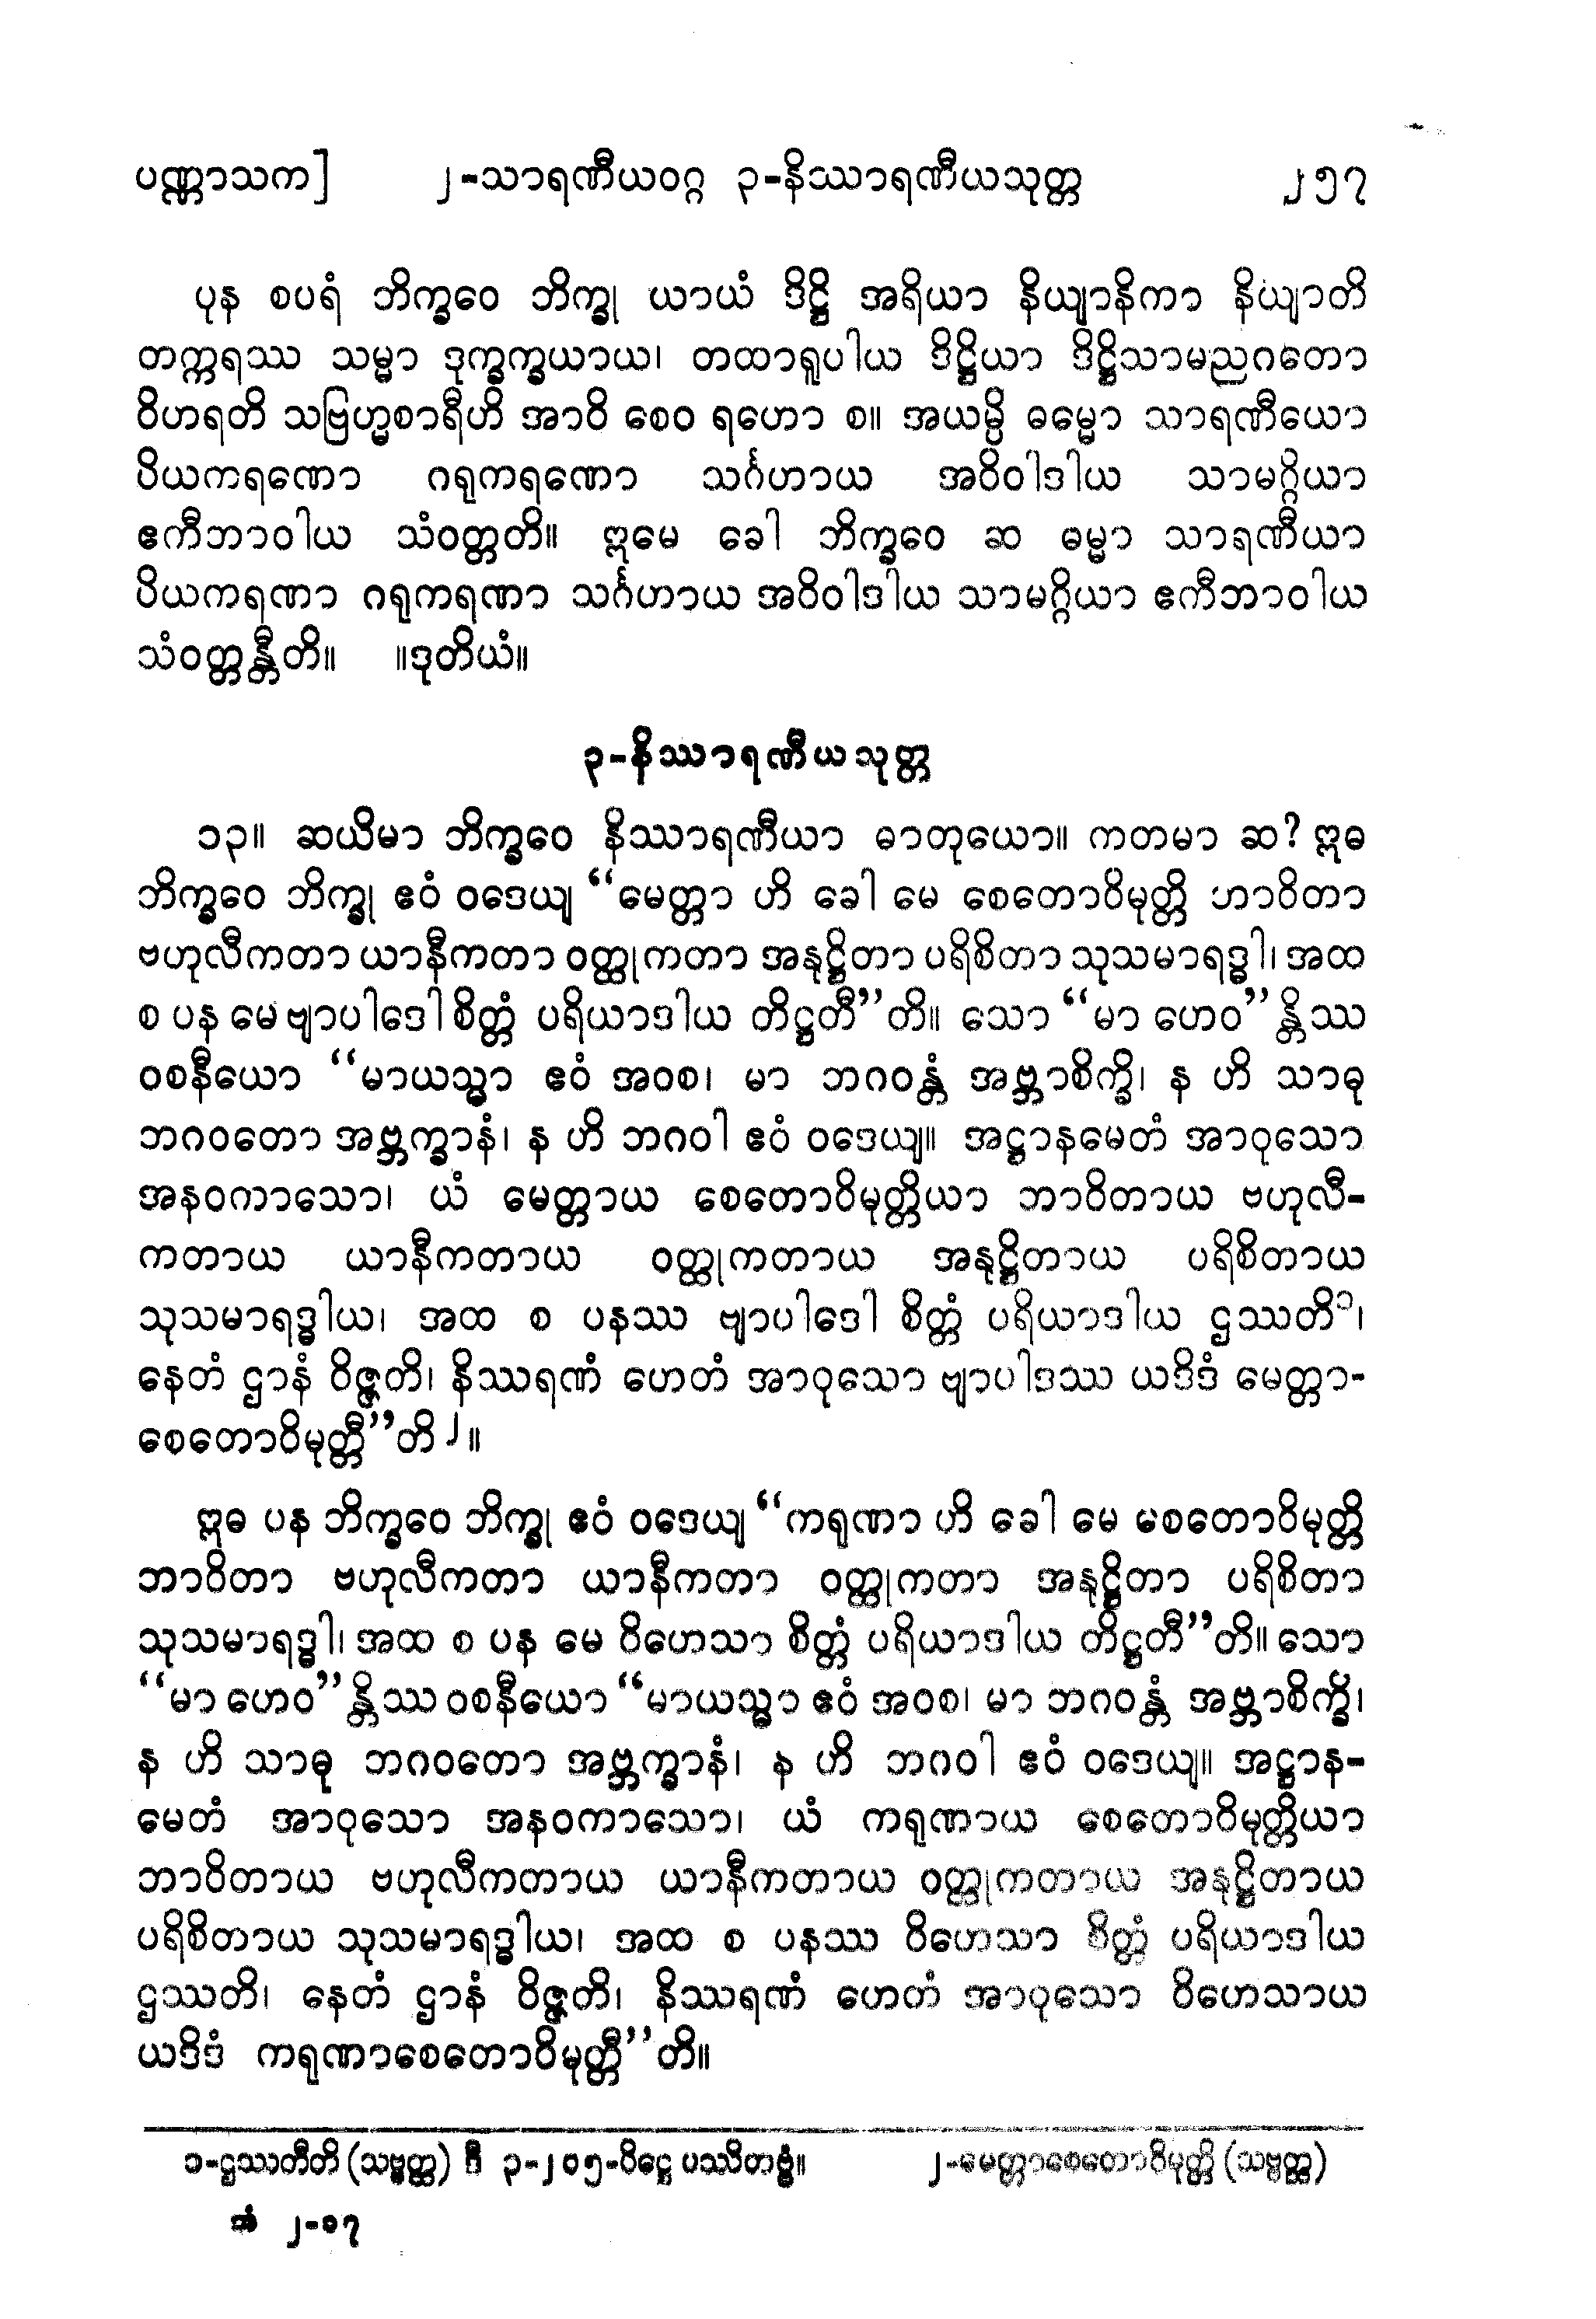 ပဏ္ဏာသက] ၂-သာရဏီယဝဂ္ဂ ၃-နိဿာရဏီယသုတ္တ ၂၅၇
ပုန စပရံ ဘိက္ခဝေ ဘိက္ခု ယာယံ ဒိဋ္ဌိ အရိယာ နိယျာနိကာ နိယျာတိ
တက္ကရဿ သမ္မာ ဒုက္ခက္ခယာယ၊ တထာရူပါယ ဒိဋ္ဌိယာ ဒိဋ္ဌိသာမညဂတော
ဝိဟရတိ သဗြဟ္မစာရီဟိ အာဝိ စေဝ ရဟော စ။ အယမ္ပိ ဓမ္မော သာရဏီယော
ပိယကရဏော ဂရုကရဏော သင်္ဂဟာယ အဝိဝါဒါယ သာမဂ္ဂိယာ
ဧကီဘာဝါယ သံဝတ္တတိ။ ဣမေ ခေါ ဘိက္ခဝေ ဆ ဓမ္မာ သာရဏီယာ
ပိယကရဏာ ဂရုကရဏာ သင်္ဂဟာယ အဝိဝါဒါယ သာမဂ္ဂိယာ ဧကီဘာဝါယ
သံဝတ္တန္တီတိ။ ။ဒုတိယံ။
၃-နိဿာရဏီယသုတ္တ
၁၃။ ဆယိမာ ဘိက္ခဝေ နိဿာရဏီယာ ဓာတုယော။ ကတမာ ဆ? ဣဓ
ဘိက္ခဝေ ဘိက္ခု ဧဝံ ဝဒေယျ “မေတ္တာ ဟိ ခေါ မေ စေတောဝိမုတ္တိ ဘာဝိတာ
ဗဟုလီကတာ ယာနီကတာ ဝတ္ထုကတာ အနုဋ္ဌိတာ ပရိစိတာ သုသမာရဒ္ဓါ၊ အထ
စ ပန မေ ဗျာပါဒေါ စိတ္တံ ပရိယာဒါယ တိဋ္ဌတီ”တိ။ သော “မာ ဟေဝ”န္တိဿ
ဝစနီယော “မာယသ္မာ ဧဝံ အဝစ၊ မာ ဘဂဝန္တံ အဗ္ဘာစိက္ခိ၊ န ဟိ သာဓု
ဘဂဝတော အဗ္ဘက္ခာနံ၊ န ဟိ ဘဂဝါ ဧဝံ ဝဒေယျ။ အဋ္ဌာနမေတံ အာဝုသော
အနဝကာသော၊ ယံ မေတ္တာယ စေတောဝိမုတ္တိယာ ဘာဝိတာယ ဗဟုလီ-
ကတာယ ယာနီကတာယ ဝတ္ထုကတာယ အနုဋ္ဌိတာယ ပရိစိတာယ
သုသမာရဒ္ဓါယ၊ အထ စ ပနဿ ဗျာပါဒေါ စိတ္တံ ပရိယာဒါယ ဌဿတိ၁၊
နေတံ ဌာနံ ဝိဇ္ဇတိ၊ နိဿရဏံ ဟေတံ အာဝုသော ဗျာပါဒဿ ယဒိဒံ မေတ္တာ-
စေတောဝိမုတ္တီ”တိ၂။
ဣဓ ပန ဘိက္ခဝေ ဘိက္ခု ဧဝံ ဝဒေယျ “ကရုဏာ ဟိ ခေါ မေ စေတောဝိမုတ္တိ
ဘာဝိတာ ဗဟုလီကတာ ယာနီကတာ ဝတ္ထုကတာ အနုဋ္ဌိတာ ပရိစိတာ
သုသမာရဒ္ဓါ၊ အထ စ ပန မေ ဝိဟေသာ စိတ္တံ ပရိယာဒါယ တိဋ္ဌတီ”တိ။ သော
“မာ ဟေဝ”န္တိဿ ဝစနီယော “မာယသ္မာ ဧဝံ အဝစ၊ မာ ဘဂဝန္တံ အဗ္ဘာစိက္ခိ၊
န ဟိ သာဓု ဘဂဝတော အဗ္ဘက္ခာနံ၊ န ဟိ ဘဂဝါ ဧဝံ ဝဒေယျ။ အဋ္ဌာန-
မေတံ အာဝုသော အနဝကာသော၊ ယံ ကရုဏာယ စေတောဝိမုတ္တိယာ
ဘာဝိတာယ ဗဟုလီကတာယ ယာနီကတာယ ဝတ္ထုကတာယ အနုဋ္ဌိတာယ
ပရိစိတာယ သုသမာရဒ္ဓါယ၊ အထ စ ပနဿ ဝိဟေသာ စိတ္တံ ပရိယာဒါယ
ဌဿတိ၊ နေတံ ဌာနံ ဝိဇ္ဇတိ၊ နိဿရဏံ ဟေတံ အာဝုသော ဝိဟေသာယ
ယဒိဒံ ကရုဏာစေတောဝိမုတ္တီ”တိ။
၁-ဌဿတီတိ (သဗ္ဗတ္ထ) ဒီ ၃-၂၀၅-ပိဋ္ဌေ ပဿိတဗ္ဗံ။ ၂-မေတ္တာစေတောဝိမုတ္တိ (သဗ္ဗတ္ထ)
အံ ၂-၁၇